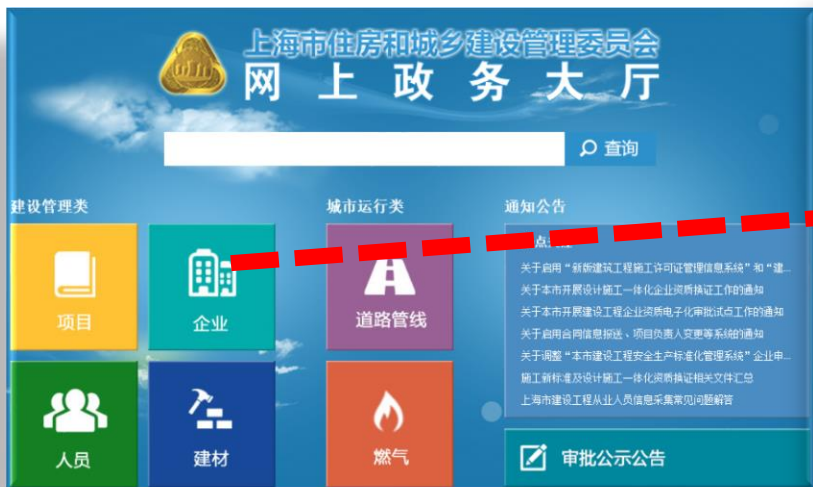 上海市住房和城乡建设管理委员会
网上政务大厅
查询
建设管理类
城市运行类
通知公告
项目
企业
道路管线
点
关于启用“新版建筑工程施工许可证管理信息系统”和“建...
关于本市开展设计施工一体化企业资质换证工作的通知
关于本市开展建设工程企业资质电子化审批试点工作的通知
关于启用合同信息报送、项目负责人变更等系统的通知
关于调整“本市建设工程安全生产标准化管理系统”企业申...
施工新标准及设计施工一体化资质换证相关文件汇总
上海市建设工程从业人员信息采集常见问题解答
人员
建材
燃气
审批公示公告